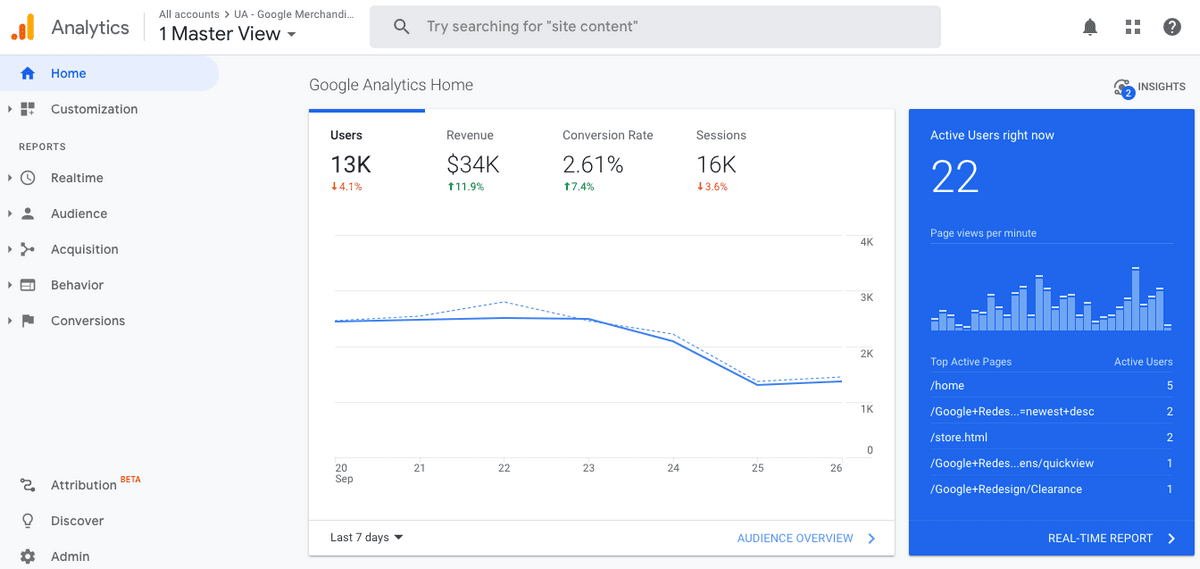 Analytics
All accounts > UA - Google Merchandi...
1 Master View
Try searching for "site content"
Home
Customization
REPORTS
Realtime
Audience
Acquisition
Behavior
Conversions
Attribution BETA
Discover
Admin
Google Analytics Home
2 INSIGHTS
Users
13K
4.1%
Revenue
$34K
11.9%
Conversion Rate
2.61%
7.4%
Sessions
16K
3.6%
4K
3K
2K
1K
0
20 21 22 23 24 25 26
Sep
Last 7 days
AUDIENCE OVERVIEW
Active Users right now
22
Page views per minute
Top Active Pages Active Users
/home 5
/Google+Redes...=newest+desc 2
/store.html 2
/Google+Redes...ens/quickview 1
/Google+Redesign/Clearance 1
REAL-TIME REPORT